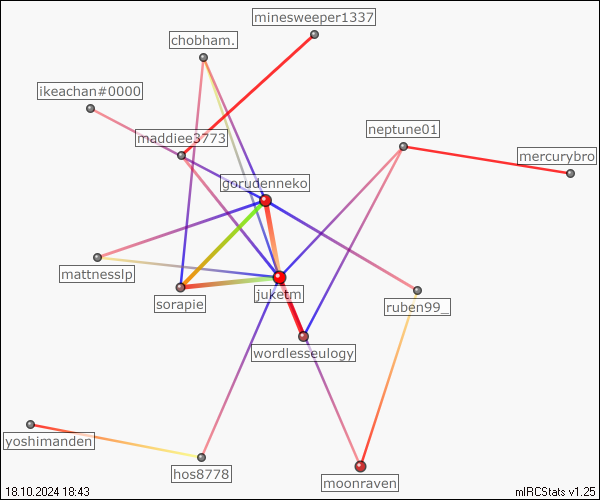 minesweeper1337
chobham.
ikeachan#0000
neptune01
maddiee3773
mercurybro
gorudenneko
mattnesslp
juketm
sorapie
ruben99_
wordlesseulogy
yoshimanden
hos8778
moonraven
18.10.2024 18:43
mIRCStats v1.25